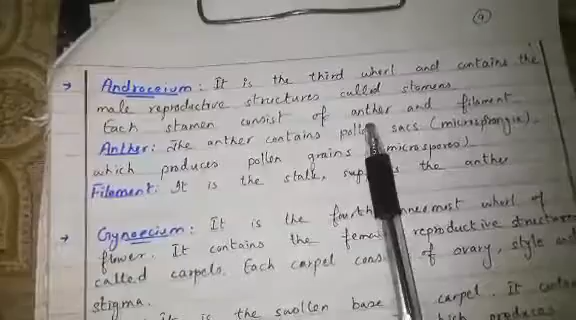 9
→ Androecium: It is the third whorl and contains the
male reproductive structures called stamens
Each stamen consist of anther and filament
Anther: The anther contains sacs (microsporangia).
which produces pollen grains microspores)
Filament: It is the stalk, the anther
→ Gynoecium: It is the innermost whorl of
flower. It contains the reproductive structures
called carpels. Each carpel of ovary, style and
stigma.
is the swollen base carpel. It
produces